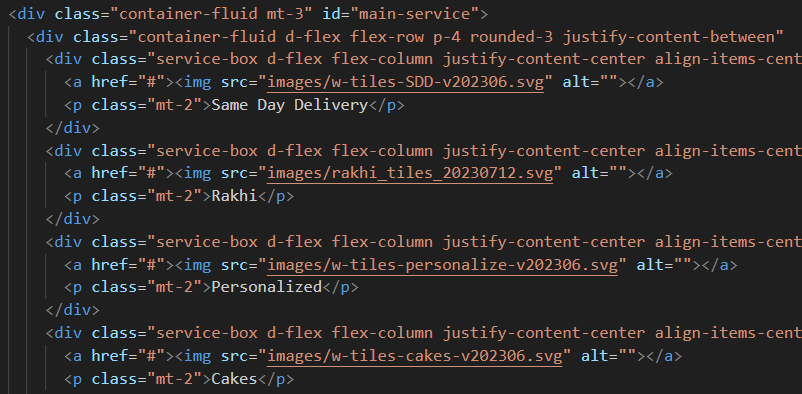 <div class="container-fluid mt-3" id="main-service">
<div class="container-fluid d-flex flex-row p-4 rounded-3 justify-content-between"
<div class="service-box d-flex flex-column justify-content-center align-items-cent
<a href="#"><img src="images/w-tiles-SDD-v202306.svg" alt=""></a>
<p class="mt-2">Same Day Delivery</p>
</div>
<div class="service-box d-flex flex-column justify-content-center align-items-cent
<a href="#"><img src="images/rakhi_tiles_20230712.svg" alt=""></a>
<p class="mt-2">Rakhi</p>
</div>
<div class="service-box d-flex flex-column justify-content-center align-items-cent
<a href="#"><img src="images/w-tiles-personalize-v202306.svg" alt=""></a>
<p class="mt-2">Personalized</p>
</div>
<div class="service-box d-flex flex-column justify-content-center align-items-cent
<a href="#"><img src="images/w-tiles-cakes-v202306.svg" alt=""></a>
<p class="mt-2">Cakes</p>